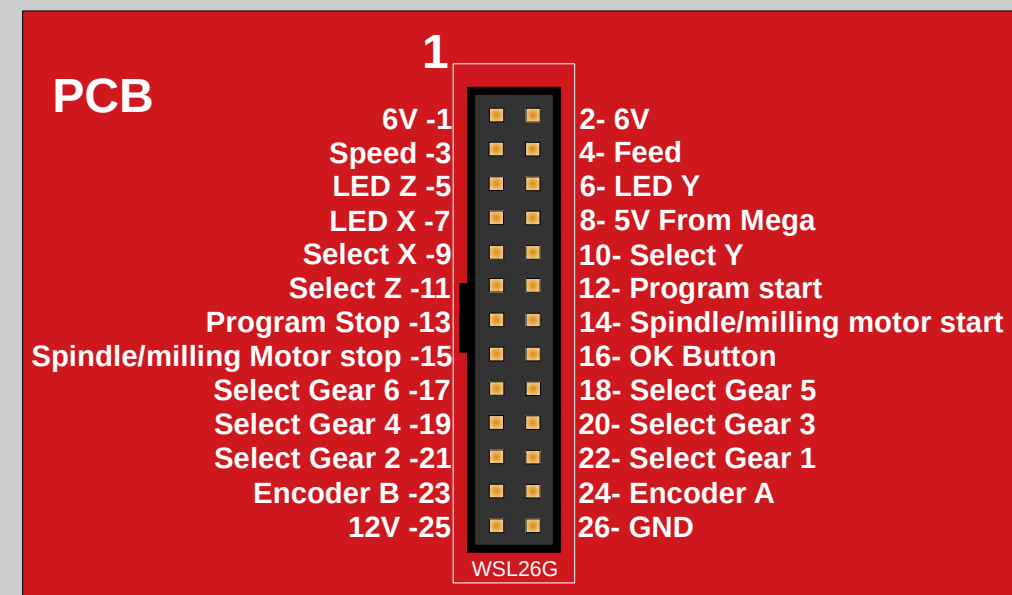 1
PCB
6V -1 2- 6V
Speed -3 4- Feed
LED Z -5 6- LED Y
LED X -7 8- 5V From Mega
Select X -9 10- Select Y
Select Z -11 12- Program start
Program Stop -13 14- Spindle/milling motor start
Spindle/milling Motor stop -15 16- OK Button
Select Gear 6 -17 18- Select Gear 5
Select Gear 4 -19 20- Select Gear 3
Select Gear 2 -21 22- Select Gear 1
Encoder B -23 24- Encoder A
12V -25 26- GND
WSL26G